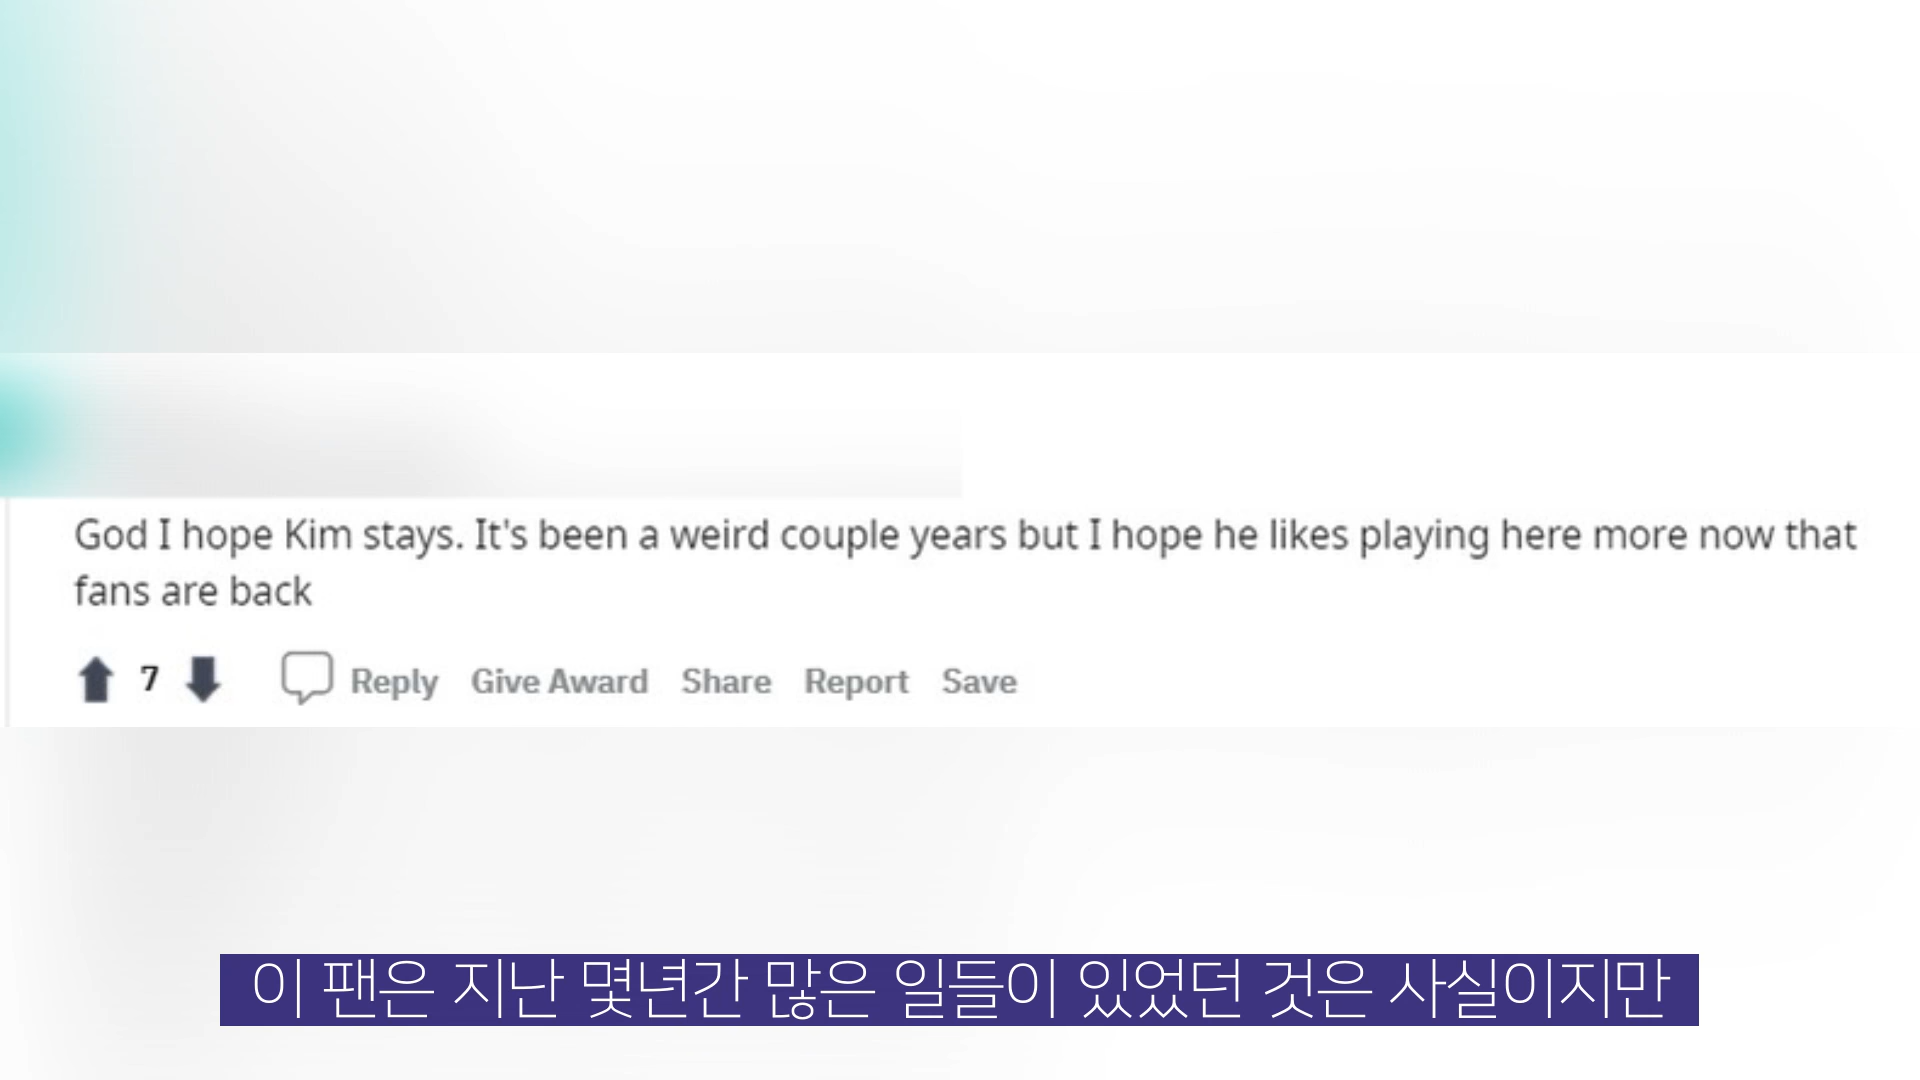 God I hope Kim stays. It's been a weird couple years but I hope he likes playing here more now that
fans are back
7 Reply Give Award Share Report Save
이 팬은 지난 몇년간 많은 일들이 있었던 것은 사실이지만